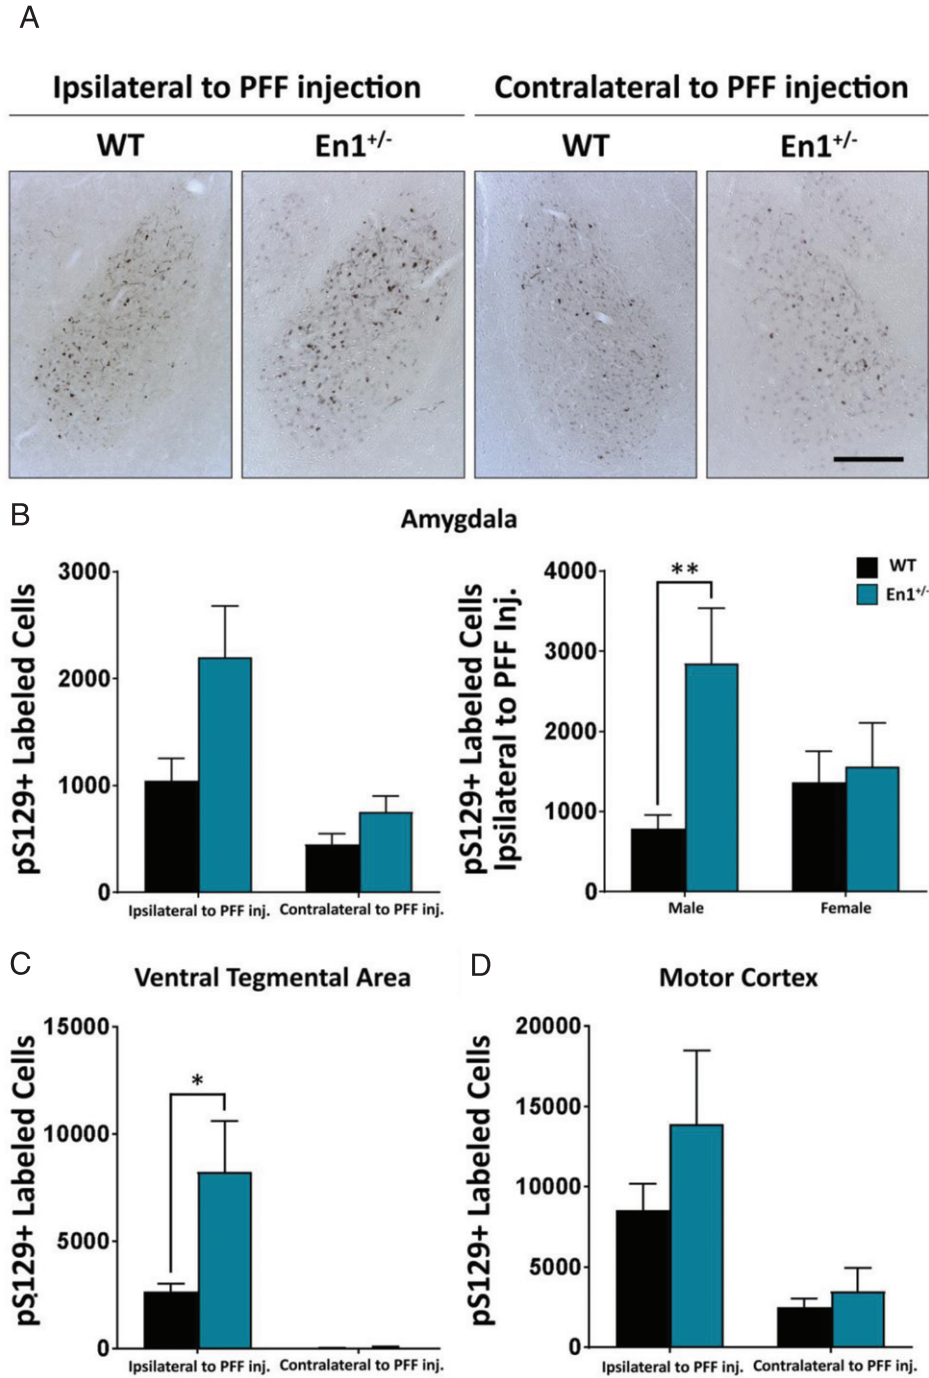 A
Ipsilateral to PFF injection
Contralateral to PFF injection
WT
En1+/-
WT
En1+/-
B
Amygdala
pS129+ Labeled Cells
3000
2000
1000
0
Ipsilateral to PFF inj.
Contralateral to PFF inj.
pS129+ Labeled Cells
Ipsilateral to PFF Inj.
4000
3000
2000
1000
0
**
Male
Female
WT
En1+/-
C
Ventral Tegmental Area
pS129+ Labeled Cells
15000
10000
5000
0
*
Ipsilateral to PFF inj.
Contralateral to PFF inj.
D
Motor Cortex
pS129+ Labeled Cells
20000
15000
10000
5000
0
Ipsilateral to PFF inj.
Contralateral to PFF inj.